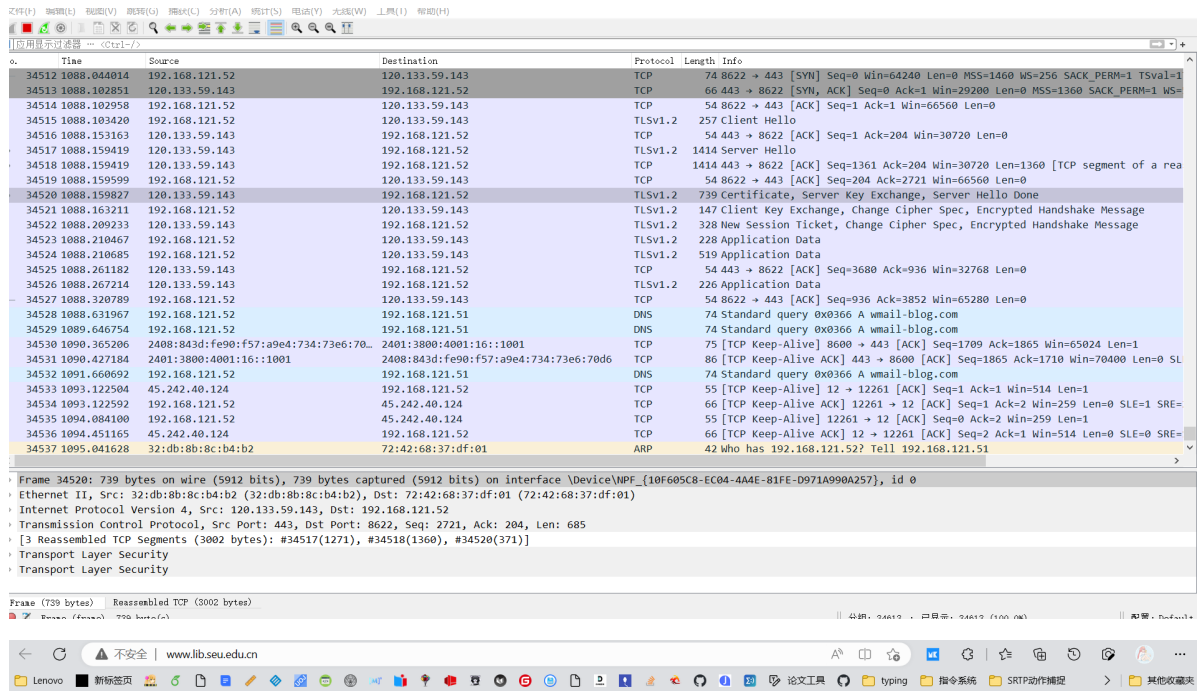 文件(F) 编辑(E) 视图(V) 跳转(G) 捕获(C) 分析(A) 统计(S) 电话(Y) 无线(W) 工具(T) 帮助(H)
应用显示过滤器 … <Ctrl-/>
o. Time Source Destination Protocol Length Info
34512 1088.044014 192.168.121.52 120.133.59.143 TCP 74 8622 → 443 [SYN] Seq=0 Win=64240 Len=0 MSS=1460 WS=256 SACK_PERM=1 TSval=1
34513 1088.102851 120.133.59.143 192.168.121.52 TCP 66 443 → 8622 [SYN, ACK] Seq=0 Ack=1 Win=29200 Len=0 MSS=1360 SACK_PERM=1 WS=
34514 1088.102958 192.168.121.52 120.133.59.143 TCP 54 8622 → 443 [ACK] Seq=1 Ack=1 Win=66560 Len=0
34515 1088.103420 192.168.121.52 120.133.59.143 TLSv1.2 257 Client Hello
34516 1088.153163 120.133.59.143 192.168.121.52 TCP 54 443 → 8622 [ACK] Seq=1 Ack=204 Win=30720 Len=0
34517 1088.159419 120.133.59.143 192.168.121.52 TLSv1.2 1414 Server Hello
34518 1088.159419 120.133.59.143 192.168.121.52 TCP 1414 443 → 8622 [ACK] Seq=1361 Ack=204 Win=30720 Len=1360 [TCP segment of a rea
34519 1088.159599 192.168.121.52 120.133.59.143 TCP 54 8622 → 443 [ACK] Seq=204 Ack=2721 Win=66560 Len=0
34520 1088.159827 120.133.59.143 192.168.121.52 TLSv1.2 739 Certificate, Server Key Exchange, Server Hello Done
34521 1088.163211 192.168.121.52 120.133.59.143 TLSv1.2 147 Client Key Exchange, Change Cipher Spec, Encrypted Handshake Message
34522 1088.209233 120.133.59.143 192.168.121.52 TLSv1.2 328 New Session Ticket, Change Cipher Spec, Encrypted Handshake Message
34523 1088.210467 192.168.121.52 120.133.59.143 TLSv1.2 228 Application Data
34524 1088.210685 192.168.121.52 120.133.59.143 TLSv1.2 519 Application Data
34525 1088.261182 120.133.59.143 192.168.121.52 TCP 54 443 → 8622 [ACK] Seq=3680 Ack=936 Win=32768 Len=0
34526 1088.267214 120.133.59.143 192.168.121.52 TLSv1.2 226 Application Data
34527 1088.320789 192.168.121.52 120.133.59.143 TCP 54 8622 → 443 [ACK] Seq=936 Ack=3852 Win=65280 Len=0
34528 1088.631967 192.168.121.52 192.168.121.51 DNS 74 Standard query 0x0366 A wmail-blog.com
34529 1089.646754 192.168.121.52 192.168.121.51 DNS 74 Standard query 0x0366 A wmail-blog.com
34530 1090.365206 2408:843d:fe90:f57:a9e4:734:73e6:70… 2401:3800:4001:16::1001 TCP 75 [TCP Keep-Alive] 8600 → 443 [ACK] Seq=1709 Ack=1865 Win=65024 Len=1
34531 1090.427184 2401:3800:4001:16::1001 2408:843d:fe90:f57:a9e4:734:73e6:70d6 TCP 86 [TCP Keep-Alive ACK] 443 → 8600 [ACK] Seq=1865 Ack=1710 Win=70400 Len=0 SL
34532 1091.660692 192.168.121.52 192.168.121.51 DNS 74 Standard query 0x0366 A wmail-blog.com
34533 1093.122504 45.242.40.124 192.168.121.52 TCP 55 [TCP Keep-Alive] 12 → 12261 [ACK] Seq=1 Ack=1 Win=514 Len=1
34534 1093.122592 192.168.121.52 45.242.40.124 TCP 66 [TCP Keep-Alive ACK] 12261 → 12 [ACK] Seq=1 Ack=2 Win=259 Len=0 SLE=1 SRE=
34535 1094.084100 192.168.121.52 45.242.40.124 TCP 55 [TCP Keep-Alive] 12261 → 12 [ACK] Seq=0 Ack=2 Win=259 Len=1
34536 1094.451165 45.242.40.124 192.168.121.52 TCP 66 [TCP Keep-Alive ACK] 12 → 12261 [ACK] Seq=2 Ack=1 Win=514 Len=0 SLE=0 SRE=
34537 1095.041628 32:db:8b:8c:b4:b2 72:42:68:37:df:01 ARP 42 Who has 192.168.121.52? Tell 192.168.121.51
Frame 34520: 739 bytes on wire (5912 bits), 739 bytes captured (5912 bits) on interface \Device\NPF_{10F605C8-EC04-4A4E-81FE-D971A990A257}, id 0
Ethernet II, Src: 32:db:8b:8c:b4:b2 (32:db:8b:8c:b4:b2), Dst: 72:42:68:37:df:01 (72:42:68:37:df:01)
Internet Protocol Version 4, Src: 120.133.59.143, Dst: 192.168.121.52
Transmission Control Protocol, Src Port: 443, Dst Port: 8622, Seq: 2721, Ack: 204, Len: 685
[3 Reassembled TCP Segments (3002 bytes): #34517(1271), #34518(1360), #34520(371)]
Transport Layer Security
Transport Layer Security
Frame (739 bytes) Reassembled TCP (3002 bytes)
Frame (frame), 739 byte(s) 分组: 34613 · 已显示: 34613 (100.0%) 配置: Default
不安全 | www.lib.seu.edu.cn
Lenovo 新标签页 论文工具 typing 指令系统 SRTP动作捕捉 其他收藏夹